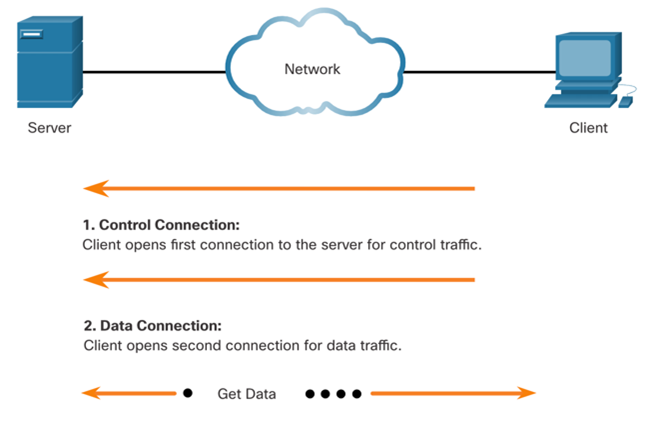 Network
Server
Client
1. Control Connection:
Client opens first connection to the server for control traffic.
2. Data Connection:
Client opens second connection for data traffic.
Get Data